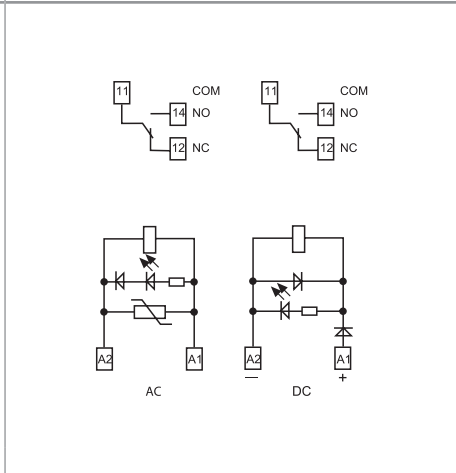 11 COM 11 COM
14 NO 14 NO
12 NC 12 NC
A2 A1 A2 A1
— +
AC DC